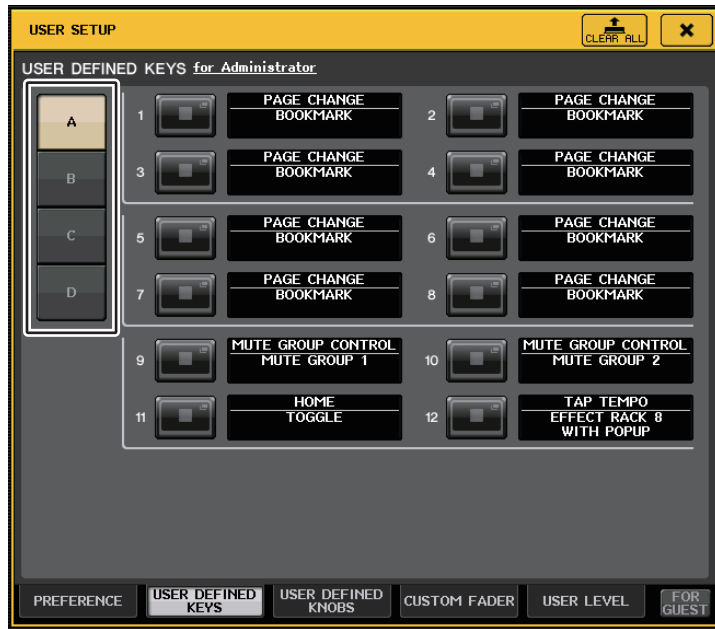 USER SETUP
CLEAR ALL
USER DEFINED KEYS for Administrator
A
B
C
D
1
PAGE CHANGE
BOOKMARK
2
PAGE CHANGE
BOOKMARK
3
PAGE CHANGE
BOOKMARK
4
PAGE CHANGE
BOOKMARK
5
PAGE CHANGE
BOOKMARK
6
PAGE CHANGE
BOOKMARK
7
PAGE CHANGE
BOOKMARK
8
PAGE CHANGE
BOOKMARK
9
MUTE GROUP CONTROL
MUTE GROUP 1
10
MUTE GROUP CONTROL
MUTE GROUP 2
11
HOME
TOGGLE
12
TAP TEMPO
EFFECT RACK 8
WITH POPUP
PREFERENCE
USER DEFINED
KEYS
USER DEFINED
KNOBS
CUSTOM FADER
USER LEVEL
FOR
GUEST